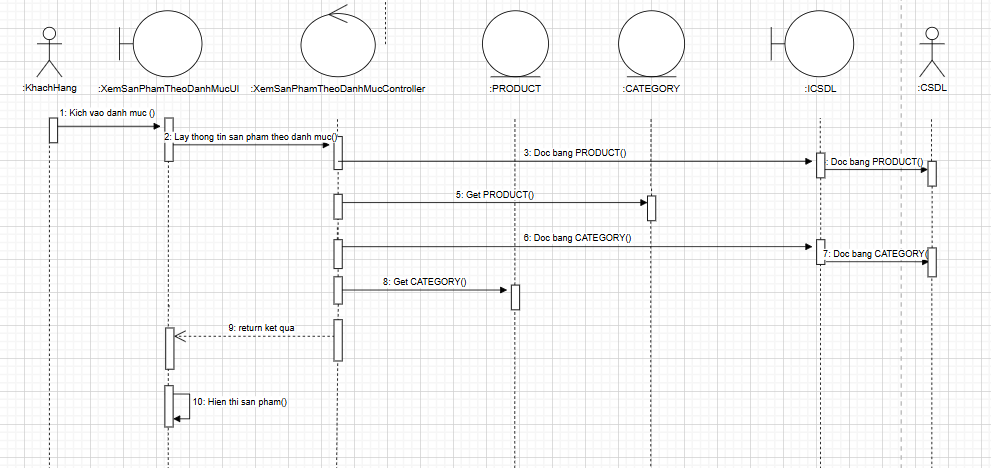 :KhachHang
:XemSanPhamTheoDanhMucUI
:XemSanPhamTheoDanhMucController
:PRODUCT
:CATEGORY
:ICSDL
:CSDL
1: Kich vao danh muc ()
2: Lay thong tin san pham theo danh muc()
3: Doc bang PRODUCT()
: Doc bang PRODUCT()
5: Get PRODUCT()
6: Doc bang CATEGORY()
7: Doc bang CATEGORY(
8: Get CATEGORY()
9: return ket qua
10: Hien thi san pham()